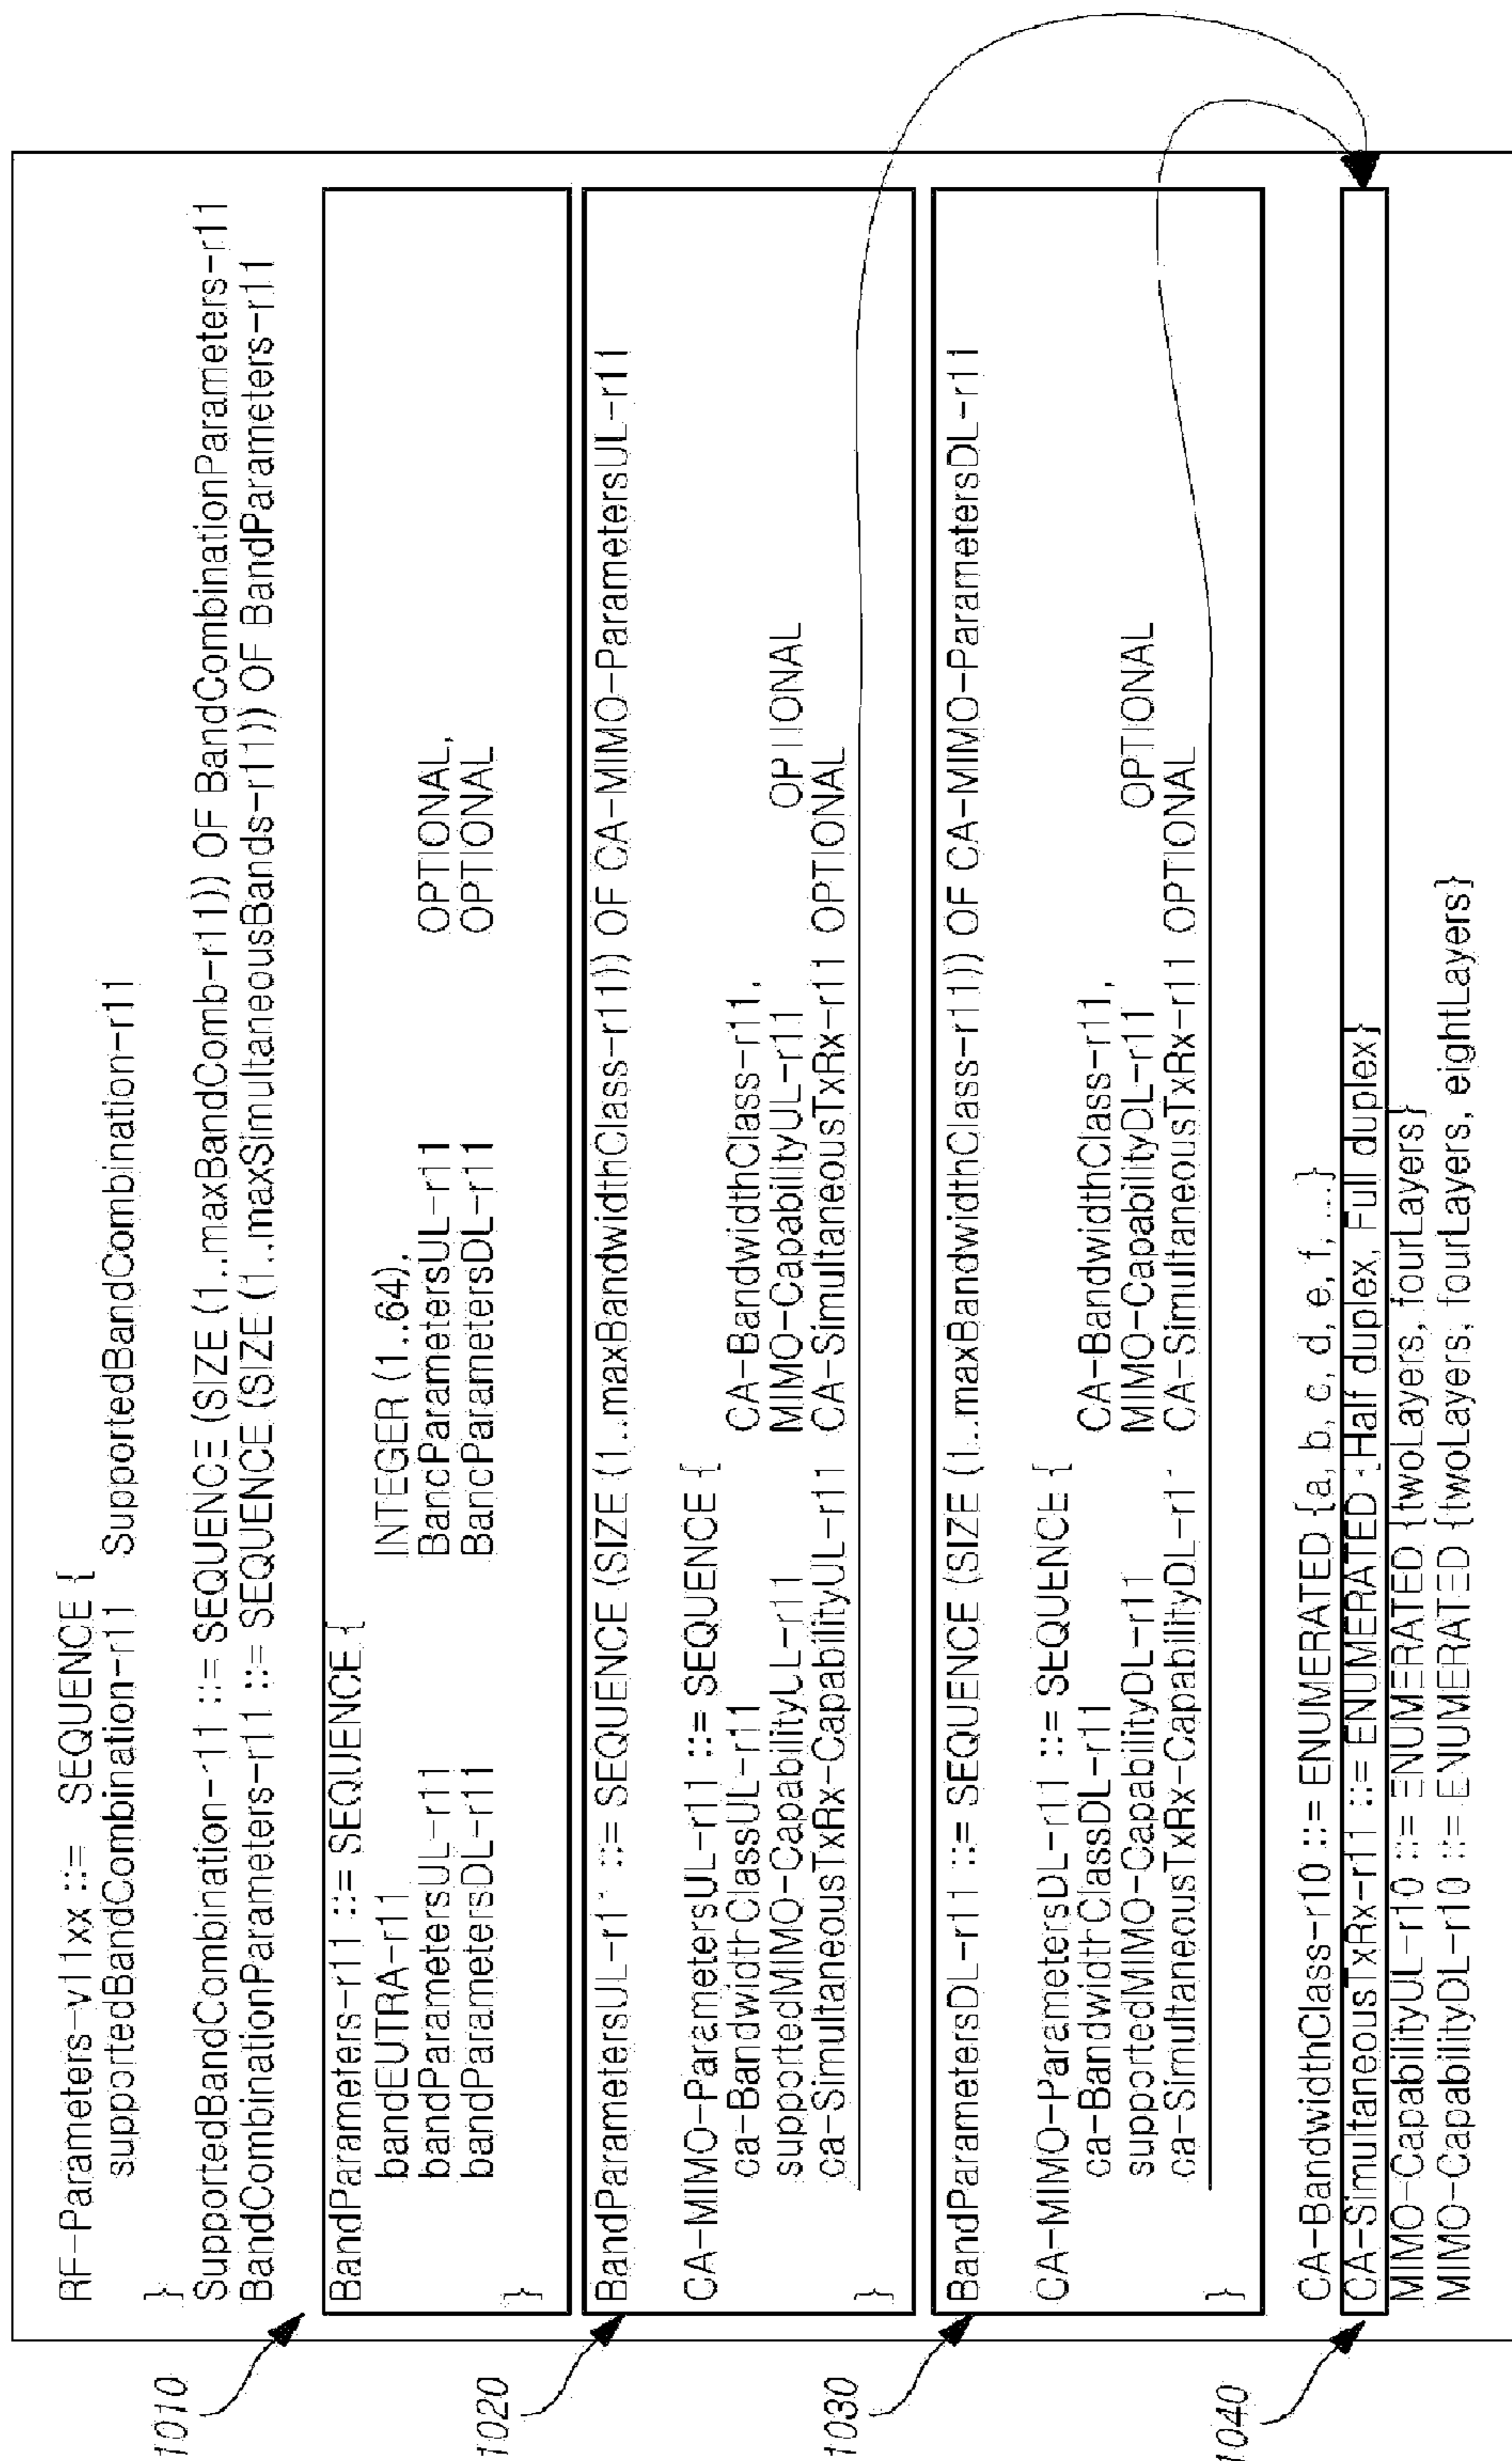 RF-Parameters-v11xx ::= SEQUENCE {
supportedBandCombination-r11 SupportedBandCombination-r11
}
SupportedBandCombination-r11 ::= SEQUENCE (SIZE (1..maxBandComb-r11)) OF BandCombinationParameters-r11
BandCombinationParameters-r11 ::= SEQUENCE (SIZE (1..maxSimultaneousBands-r11)) OF BandParameters-r11
1010
BandParameters-r11 ::= SEQUENCE {
bandEUTRA-r11 INTEGER (1..64),
bandParametersUL-r11 BandParametersUL-r11 OPTIONAL,
bandParametersDL-r11 BandParametersDL-r11 OPTIONAL
}
1020
BandParametersUL-r11 ::= SEQUENCE (SIZE (1..maxBandwidthClass-r11)) OF CA-MIMO-ParametersUL-r11
CA-MIMO-ParametersUL-r11 ::= SEQUENCE {
ca-BandwidthClassUL-r11 CA-BandwidthClass-r11,
supportedMIMO-CapabilityUL-r11 MIMO-CapabilityUL-r11 OPTIONAL
ca-SimultaneousTxRx-CapabilityUL-r11 CA-SimultaneousTxRx-r11 OPTIONAL
}
1030
BandParametersDL-r11 ::= SEQUENCE (SIZE (1..maxBandwidthClass-r11)) OF CA-MIMO-ParametersDL-r11
CA-MIMO-ParametersDL-r11 ::= SEQUENCE {
ca-BandwidthClassDL-r11 CA-BandwidthClass-r11,
supportedMIMO-CapabilityDL-r11 MIMO-CapabilityDL-r11 OPTIONAL
ca-SimultaneousTxRx-CapabilityDL-r11 CA-SimultaneousTxRx-r11 OPTIONAL
}
CA-BandwidthClass-r10 ::= ENUMERATED {a, b, c, d, e, f, ...}
1040
CA-SimultaneousTxRx-r11 ::= ENUMERATED {Half duplex, Full duplex}
MIMO-CapabilityUL-r10 ::= ENUMERATED {twoLayers, fourLayers}
MIMO-CapabilityDL-r10 ::= ENUMERATED {twoLayers, fourLayers, eightLayers}